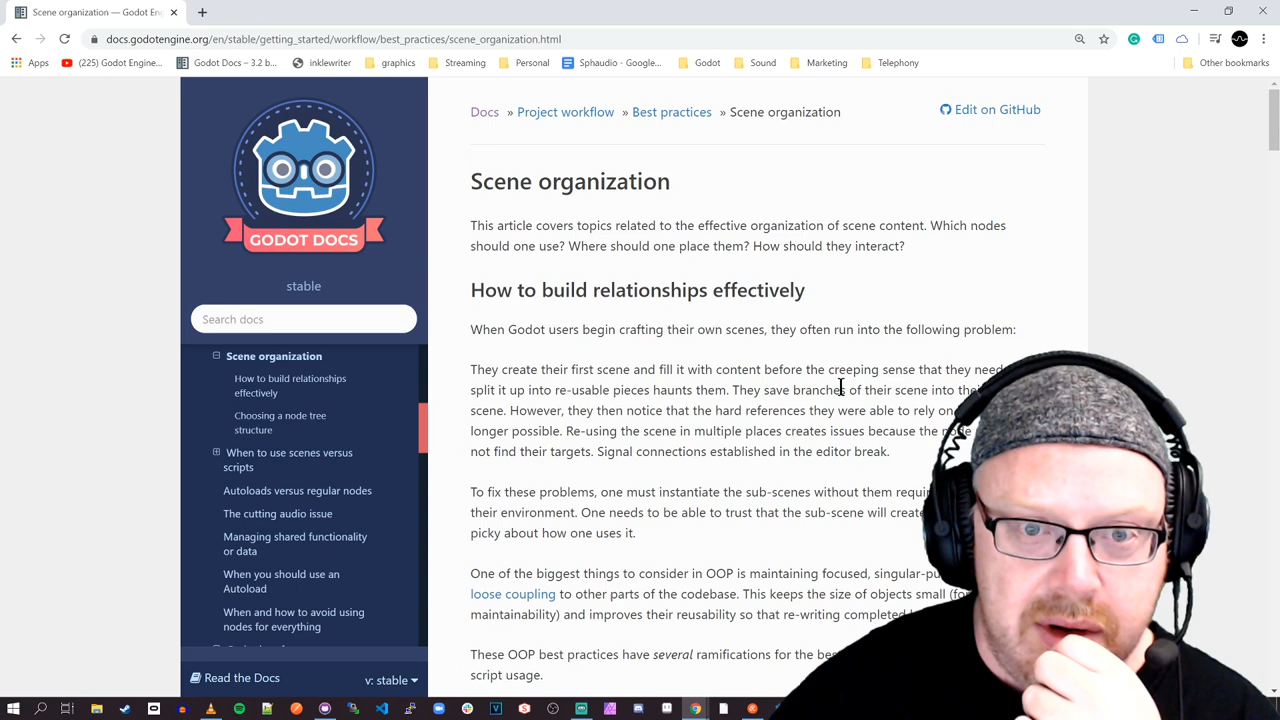 Scene organization — Godot Eng
docs.godotengine.org/en/stable/getting_started/workflow/best_practices/scene_organization.html
Apps
(225) Godot Engine...
Godot Docs – 3.2 b...
inklewriter
graphics
Streaming
Personal
Sphaudio - Google...
Godot
Sound
Marketing
Telephony
Other bookmarks
GODOT DOCS
stable
Search docs
Scene organization
How to build relationships
effectively
Choosing a node tree
structure
When to use scenes versus
scripts
Autoloads versus regular nodes
The cutting audio issue
Managing shared functionality
or data
When you should use an
Autoload
When and how to avoid using
nodes for everything
Read the Docs
v: stable
Docs » Project workflow » Best practices » Scene organization
Edit on GitHub
Scene organization
This article covers topics related to the effective organization of scene content. Which nodes
should one use? Where should one place them? How should they interact?
How to build relationships effectively
When Godot users begin crafting their own scenes, they often run into the following problem:
They create their first scene and fill it with content before the creeping sense that they need
split it up into re-usable pieces haunts them. They save branches of their scene into
scene. However, they then notice that the hard references they were able to rely on
longer possible. Re-using the scene in multiple places creates issues because the
not find their targets. Signal connections established in the editor break.
To fix these problems, one must instantiate the sub-scenes without them
their environment. One needs to be able to trust that the sub-scene will
picky about how one uses it.
One of the biggest things to consider in OOP is maintaining focused,
loose coupling to other parts of the codebase. This keeps the size of objects small
maintainability) and improves their reusability so that re-writing completed
These OOP best practices have several ramifications for the
script usage.